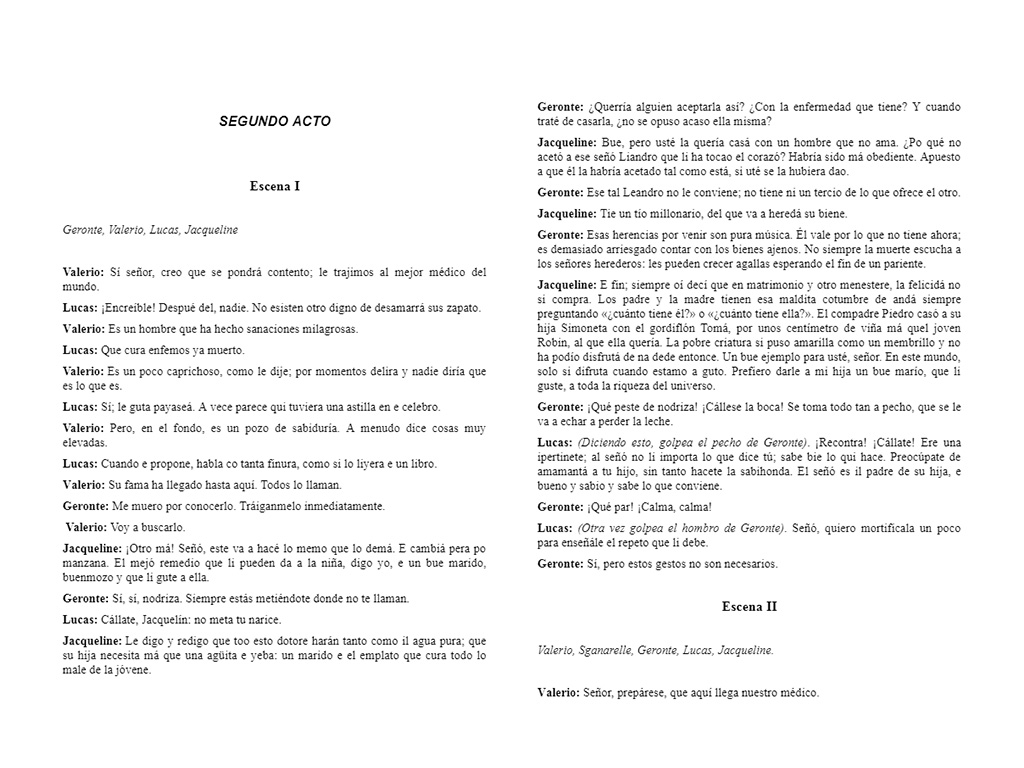 SEGUNDO ACTO
Escena I
Geronte, Valerio, Lucas, Jacqueline
Valerio: Sí señor, creo que se pondrá contento; le trajimos al mejor médico del
mundo.
Lucas: ¡Encreíble! Despué del, nadie. No esisten otro digno de desamarrá sus zapato.
Valerio: Es un hombre que ha hecho sanaciones milagrosas.
Lucas: Que cura enfemos ya muerto.
Valerio: Es un poco caprichoso, como le dije; por momentos delira y nadie diría que
es lo que es.
Lucas: Sí; le guta payaseá. A vece parece qui tuviera una astilla en e celebro.
Valerio: Pero, en el fondo, es un pozo de sabiduría. A menudo dice cosas muy
elevadas.
Lucas: Cuando e propone, habla co tanta finura, como si lo liyera e un libro.
Valerio: Su fama ha llegado hasta aquí. Todos lo llaman.
Geronte: Me muero por conocerlo. Tráiganmelo inmediatamente.
Valerio: Voy a buscarlo.
Jacqueline: ¡Otro má! Señó, este va a hacé lo memo que lo demá. E cambiá pera po
manzana. El mejó remedio que li pueden da a la niña, digo yo, e un bue marido,
buenmozo y que li gute a ella.
Geronte: Sí, sí, nodriza. Siempre estás metiéndote donde no te llaman.
Lucas: Cállate, Jacquelín: no meta tu narice.
Jacqueline: Le digo y redigo que too esto dotore harán tanto como il agua pura; que
su hija necesita má que una agüita e yeba: un marido e el emplato que cura todo lo
male de la jóvene.
Geronte: ¿Querría alguien aceptarla así? ¿Con la enfermedad que tiene? Y cuando
traté de casarla, ¿no se opuso acaso ella misma?
Jacqueline: Bue, pero usté la quería casá con un hombre que no ama. ¿Po qué no
acetó a ese señó Liandro que li ha tocao el corazó? Habría sido má obediente. Apuesto
a que él la habría acetado tal como está, si uté se la hubiera dao.
Geronte: Ese tal Leandro no le conviene; no tiene ni un tercio de lo que ofrece el otro.
Jacqueline: Tie un tío millonario, del que va a heredá su biene.
Geronte: Esas herencias por venir son pura música. Él vale por lo que no tiene ahora;
es demasiado arriesgado contar con los bienes ajenos. No siempre la muerte escucha a
los señores herederos: les pueden crecer agallas esperando el fin de un pariente.
Jacqueline: E fin; siempre oí decí que en matrimonio y otro menestere, la felicidá no
si compra. Los padre y la madre tienen esa maldita cotumbre de andá siempre
preguntando «¿cuánto tiene él?» o «¿cuánto tiene ella?». El compadre Piedro casó a su
hija Simoneta con el gordiflón Tomá, por unos centímetro de viña má quel joven
Robin, al que ella quería. La pobre criatura si puso amarilla como un membrillo y no
ha podío disfrutá de na dede entonce. Un bue ejemplo para usté, señor. En este mundo,
solo si difruta cuando estamo a guto. Prefiero darle a mi hija un bue marío, que li
guste, a toda la riqueza del universo.
Geronte: ¡Qué peste de nodriza! ¡Cállese la boca! Se toma todo tan a pecho, que se le
va a echar a perder la leche.
Lucas: (Diciendo esto, golpea el pecho de Geronte). ¡Recontra! ¡Cállate! Ere una
ipertinete; al señó no li importa lo que dice tú; sabe bie lo qui hace. Preocúpate de
amamantá a tu hijo, sin tanto hacete la sabihonda. El señó es il padre de su hija, e
bueno y sabio y sabe lo que conviene.
Geronte: ¡Qué par! ¡Calma, calma!
Lucas: (Otra vez golpea el hombro de Geronte). Señó, quiero mortificala un poco
para enseñále el repeto que li debe.
Geronte: Sí, pero estos gestos no son necesarios.
Escena II
Valerio, Sganarelle, Geronte, Lucas, Jacqueline.
Valerio: Señor, prepárese, que aquí llega nuestro médico.